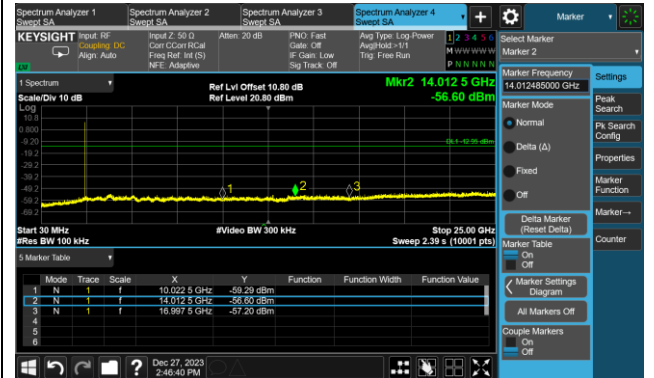 Spectrum Analyzer 1
Swept SA
Spectrum Analyzer 2
Swept SA
Spectrum Analyzer 3
Swept SA
Spectrum Analyzer 4
Swept SA
+
Marker
KEYSIGHT
Input: RF
Coupling: DC
Align: Auto
Input Z: 50 Ω
Corr CCorr RCal
Freq Ref: Int (S)
NFE: Adaptive
Atten: 20 dB
PNO: Fast
Gate: Off
IF Gain: Low
Sig Track: Off
Avg Type: Log-Power
Avg|Hold >1/1
Trig: Free Run
1 2 3 4 5 6
M W W W W W
P N N N N N
Select Marker
Marker 2
1 Spectrum
Scale/Div 10 dB
Log
Ref Lvl Offset 10.80 dB
Ref Level 20.80 dBm
Mkr2 14.012 5 GHz
-56.60 dBm
10.8
0.800
-9.20
-19.2
-29.2
-39.2
-49.2
-59.2
-69.2
DL1 -12.95 dBm
1
2
3
Start 30 MHz
#Res BW 100 kHz
#Video BW 300 kHz
Stop 25.00 GHz
Sweep 2.39 s (10001 pts)
5 Marker Table
Mode Trace Scale X Y Function Function Width Function Value
1 N 1 f 10.022 5 GHz -59.29 dBm
2 N 1 f 14.012 5 GHz -56.60 dBm
3 N 1 f 16.997 5 GHz -57.20 dBm
4
5
6
Marker Frequency
14.012485000 GHz
Marker Mode
Normal
Delta (Δ)
Fixed
Off
Delta Marker
(Reset Delta)
Marker Table
On
Off
Marker Settings
Diagram
All Markers Off
Couple Markers
On
Off
Settings
Peak
Search
Pk Search
Config
Properties
Marker
Function
Marker→
Counter
?
Dec 27, 2023
2:46:40 PM